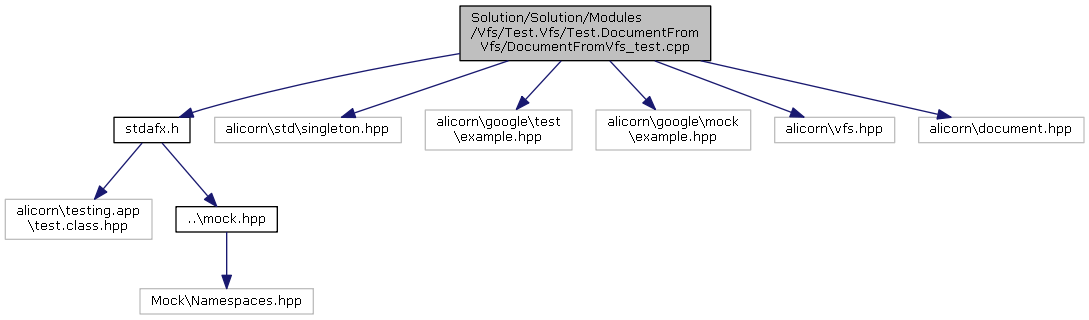 Solution/Solution/Modules
/Vfs/Test.Vfs/Test.DocumentFrom
Vfs/DocumentFromVfs_test.cpp
stdafx.h
alicorn\std\singleton.hpp
alicorn\google\test
\example.hpp
alicorn\google\mock
\example.hpp
alicorn\vfs.hpp
alicorn\document.hpp
alicorn\testing.app
\test.class.hpp
..\mock.hpp
Mock\Namespaces.hpp